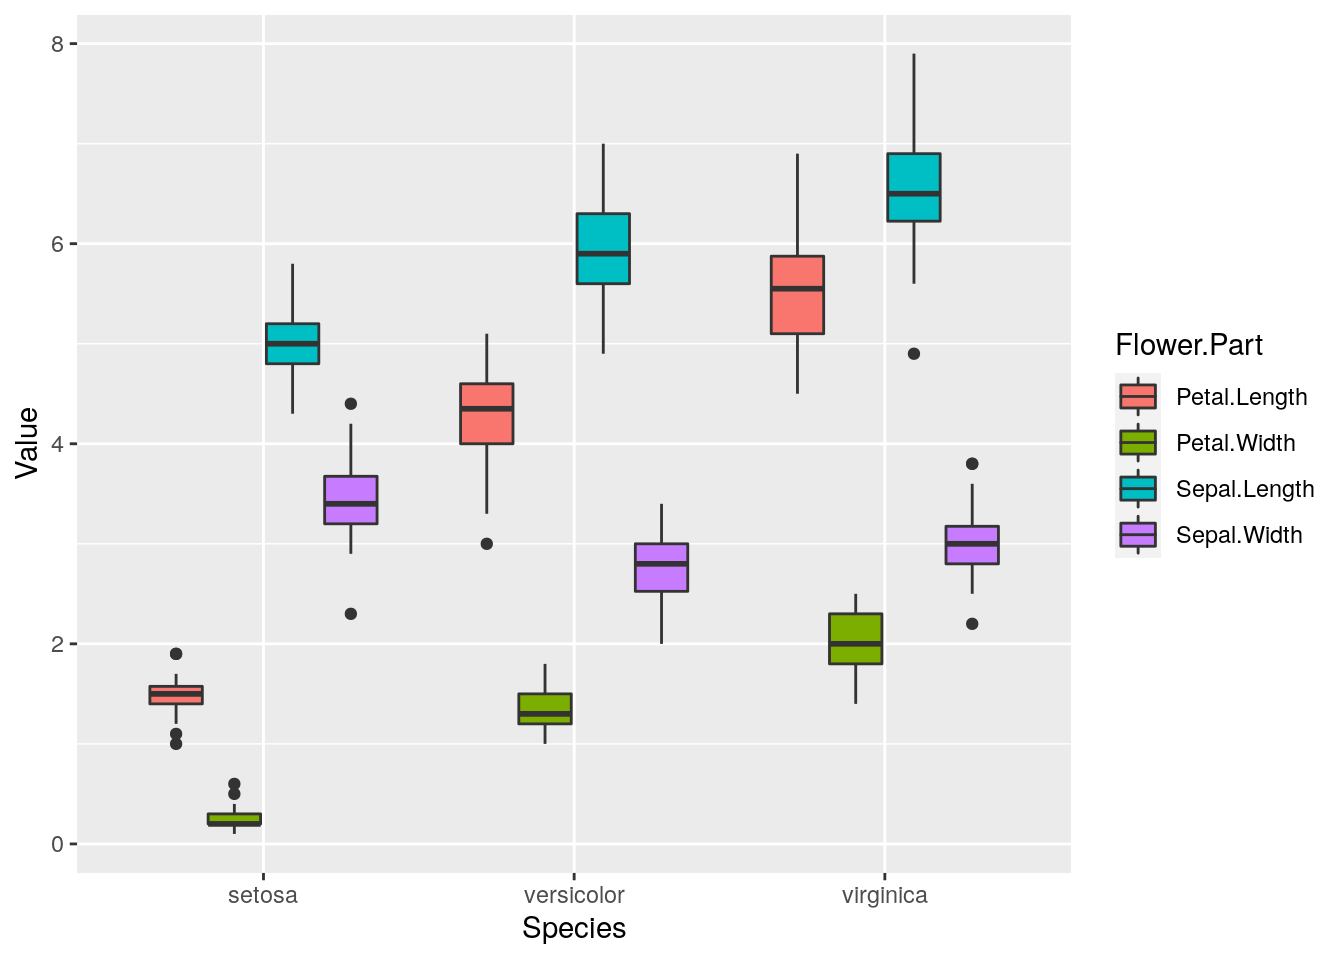 Value
8
6
4
2
0
setosa versicolor virginica
Species
Flower.Part
Petal.Length
Petal.Width
Sepal.Length
Sepal.Width